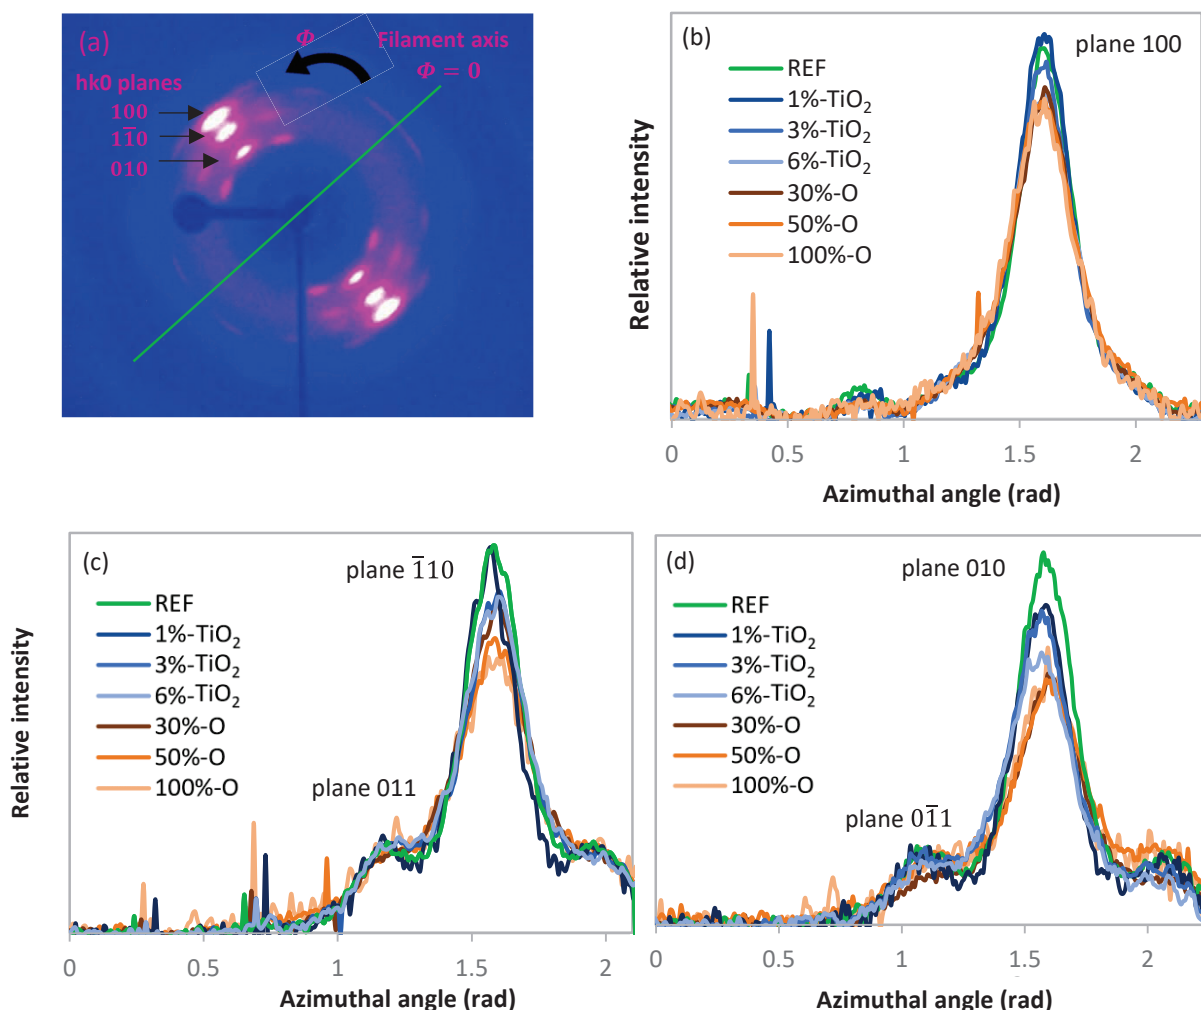 (a)
Φ
Filament axis
Φ = 0
hk0 planes
100
11̅0
010
(b)
plane 100
REF
1%-TiO₂
3%-TiO₂
6%-TiO₂
30%-O
50%-O
100%-O
Relative intensity
0 0.5 1 1.5 2
Azimuthal angle (rad)
(c)
plane 1̅10
REF
1%-TiO₂
3%-TiO₂
6%-TiO₂
30%-O
50%-O
100%-O
plane 011
Relative intensity
0 0.5 1 1.5 2
Azimuthal angle (rad)
(d)
plane 010
REF
1%-TiO₂
3%-TiO₂
6%-TiO₂
30%-O
50%-O
100%-O
plane 01̅1
Relative intensity
0 0.5 1 1.5 2
Azimuthal angle (rad)